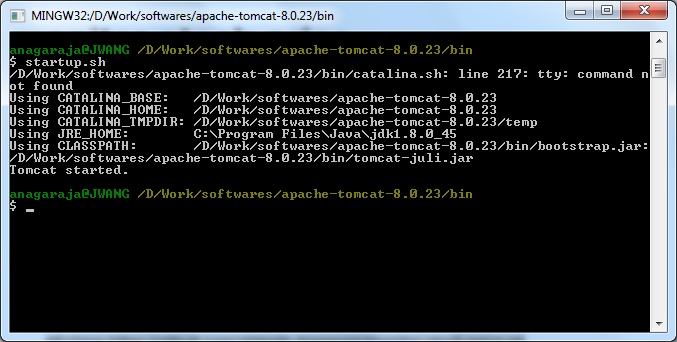 MINGW32:/D/Work/softwares/apache-tomcat-8.0.23/bin
anagaraja@JWANG /D/Work/softwares/apache-tomcat-8.0.23/bin
$ startup.sh
/D/Work/softwares/apache-tomcat-8.0.23/bin/catalina.sh: line 217: tty: command n
ot found
Using CATALINA_BASE:   /D/Work/softwares/apache-tomcat-8.0.23
Using CATALINA_HOME:   /D/Work/softwares/apache-tomcat-8.0.23
Using CATALINA_TMPDIR: /D/Work/softwares/apache-tomcat-8.0.23/temp
Using JRE_HOME:        C:\Program Files\Java\jdk1.8.0_45
Using CLASSPATH:       /D/Work/softwares/apache-tomcat-8.0.23/bin/bootstrap.jar:
/D/Work/softwares/apache-tomcat-8.0.23/bin/tomcat-juli.jar
Tomcat started.
anagaraja@JWANG /D/Work/softwares/apache-tomcat-8.0.23/bin
$ _